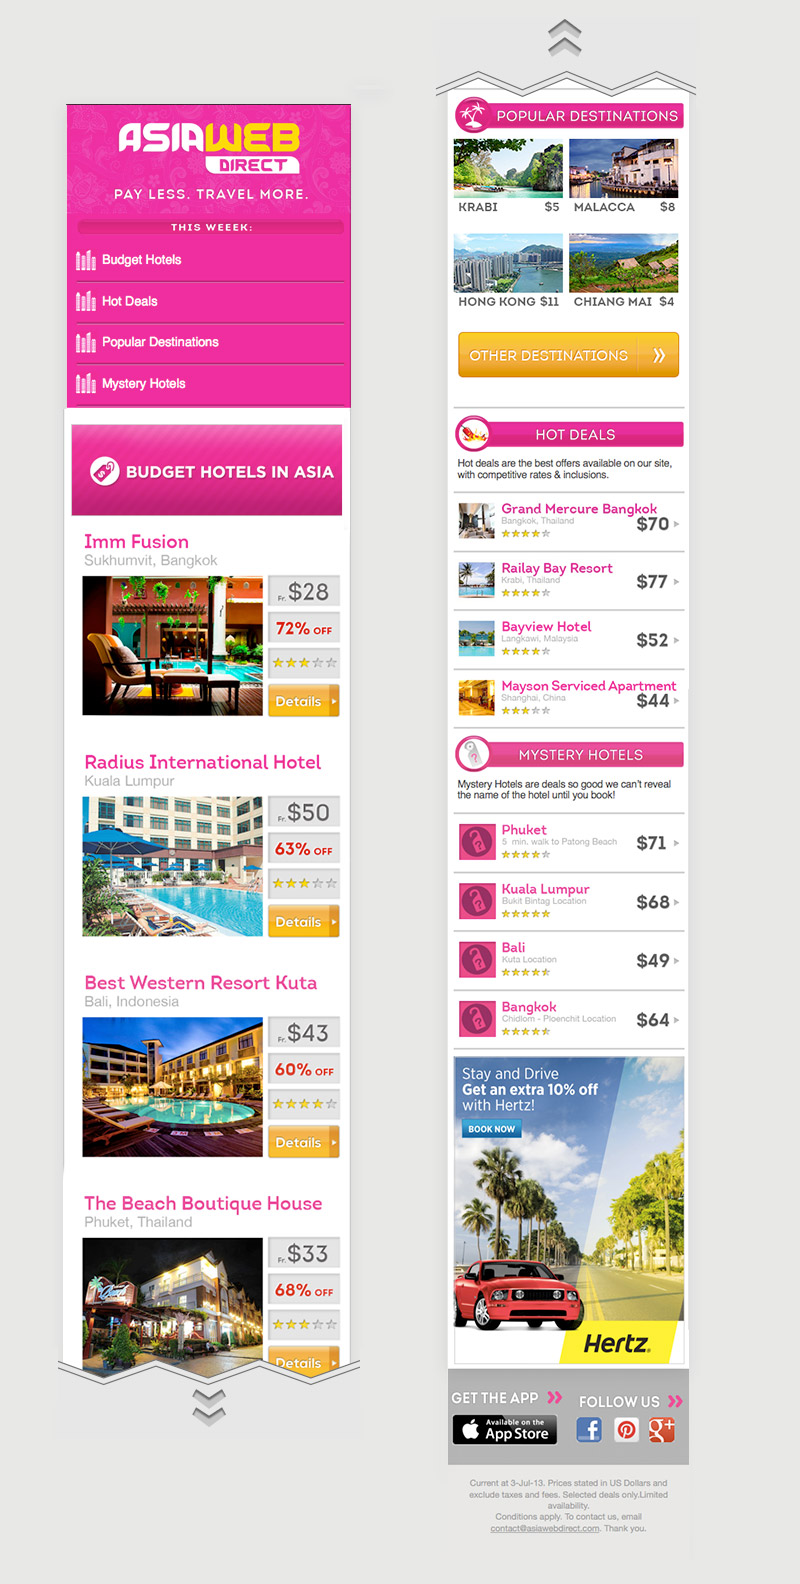 ASIAWEB
DIRECT
PAY LESS. TRAVEL MORE.
THIS WEEEK:
Budget Hotels
Hot Deals
Popular Destinations
Mystery Hotels
BUDGET HOTELS IN ASIA
Imm Fusion
Sukhumvit, Bangkok
Fr. $28
72% OFF
Details
Radius International Hotel
Kuala Lumpur
Fr. $50
63% OFF
Details
Best Western Resort Kuta
Bali, Indonesia
Fr. $43
60% OFF
Details
The Beach Boutique House
Phuket, Thailand
Fr. $33
68% OFF
Details
POPULAR DESTINATIONS
KRABI $5
MALACCA $8
HONG KONG $11
CHIANG MAI $4
OTHER DESTINATIONS
HOT DEALS
Hot deals are the best offers available on our site,
with competitive rates & inclusions.
Grand Mercure Bangkok
Bangkok, Thailand
$70
Railay Bay Resort
Krabi, Thailand
$77
Bayview Hotel
Langkawi, Malaysia
$52
Mayson Serviced Apartment
Shanghai, China
$44
MYSTERY HOTELS
Mystery Hotels are deals so good we can't reveal
the name of the hotel until you book!
Phuket
5 min. walk to Patong Beach
$71
Kuala Lumpur
Bukit Bintag Location
$68
Bali
Kuta Location
$49
Bangkok
Chidlom - Ploenchit Location
$64
Stay and Drive
Get an extra 10% off
with Hertz!
BOOK NOW
Hertz.
GET THE APP
Available on the
App Store
FOLLOW US
Current at 3-Jul-13. Prices stated in US Dollars and
exclude taxes and fees. Selected deals only.Limited
availability.
Conditions apply. To contact us, email
contact@asiawebdirect.com. Thank you.